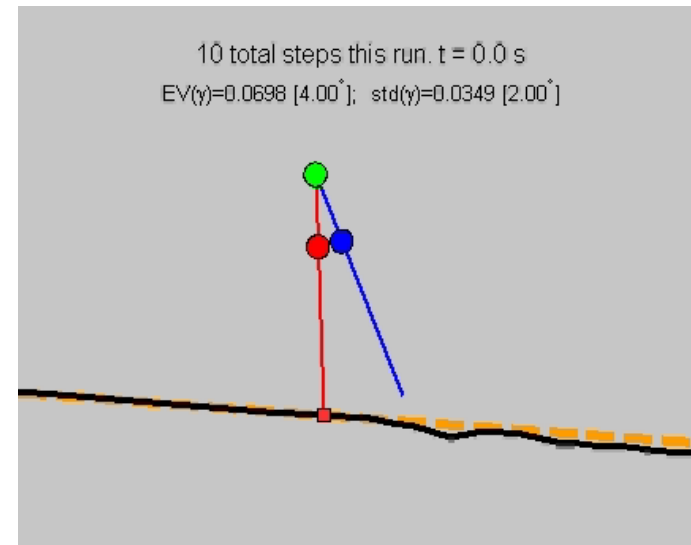 10 total steps this run. t = 0.0 s
EV(γ)=0.0698 [4.00°];  std(γ)=0.0349 [2.00°]